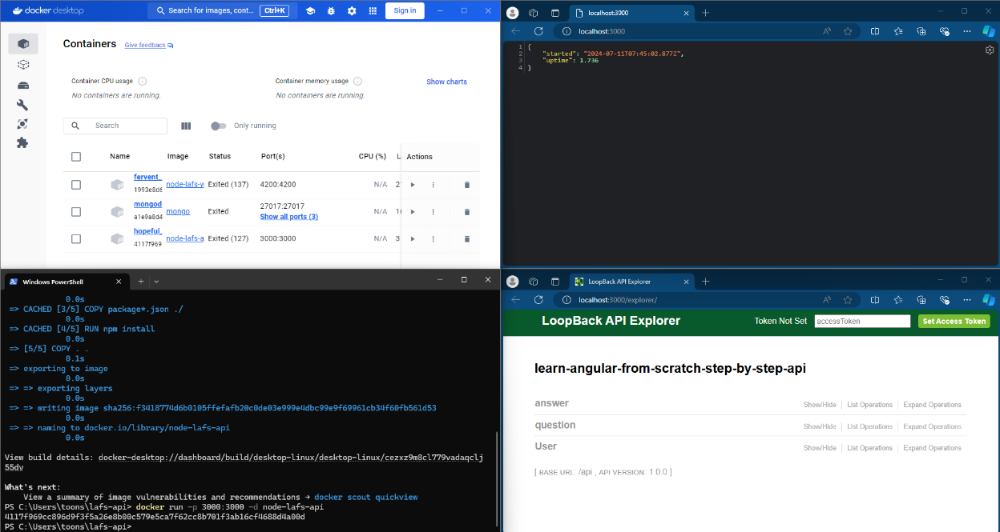 docker desktop
Search for images, cont...
Ctrl+K
Sign in
Containers
Give feedback
Container CPU usage
No containers are running.
Container memory usage
No containers are running.
Show charts
Search
Only running
Name Image Status Port(s) CPU (%) Actions
fervent_
1993e8d6
node-lafs-w
Exited (137)
4200:4200
N/A
mongod
a1e9a8d4
mongo
Exited
27017:27017
Show all ports (3)
N/A
hopeful_
4117f969
node-lafs-a
Exited (127)
3000:3000
N/A
3
localhost:3000
localhost:3000
1 {
2 "started": "2024-07-11T07:45:02.877Z",
3 "uptime": 1.736
4 }
Windows PowerShell
0.0s
=> CACHED [3/5] COPY package*.json ./
0.0s
=> CACHED [4/5] RUN npm install
0.0s
=> [5/5] COPY . .
0.1s
=> exporting to image
0.0s
=> => exporting layers
0.0s
=> => writing image sha256:f3418774d6b0105ffefafb20c0de03e999e4dbc99e9f69961cb34f60fb561d53
0.0s
=> => naming to docker.io/library/node-lafs-api
0.0s
View build details: docker-desktop://dashboard/build/desktop-linux/desktop-linux/cezxz9m8cl779vadaqclj
55dv
What's next:
View a summary of image vulnerabilities and recommendations → docker scout quickview
PS C:\Users\toons\lafs-api> docker run -p 3000:3000 -d node-lafs-api
4117f969cc896d9f3f5a26e8b00c579e5ca7f62cc8b701f3ab16cf4688d4a00d
PS C:\Users\toons\lafs-api>
LoopBack API Explorer
localhost:3000/explorer/
LoopBack API Explorer
Token Not Set
accessToken
Set Access Token
learn-angular-from-scratch-step-by-step-api
answer
Show/Hide List Operations Expand Operations
question
Show/Hide List Operations Expand Operations
User
Show/Hide List Operations Expand Operations
[ BASE URL: /api , API VERSION: 1.0.0 ]